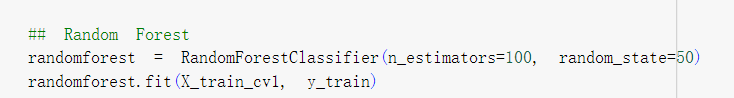 ## Random Forest
randomforest = RandomForestClassifier(n_estimators=100, random_state=50)
randomforest.fit(X_train_cv1, y_train)